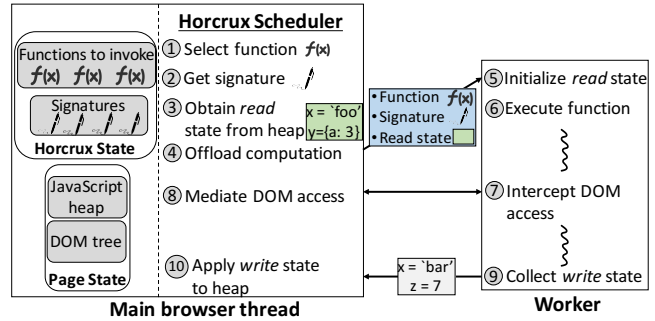 Functions to invoke
f(x) f(x) f(x)
Signatures
Horcrux State
JavaScript
heap
DOM tree
Page State
Horcrux Scheduler
① Select function f(x)
② Get signature
③ Obtain read
state from heap
④ Offload computation
⑧ Mediate DOM access
⑩ Apply write state
to heap
Main browser thread
x = `foo'
y={a: 3}
• Function f(x)
• Signature
• Read state
x = `bar'
z = 7
⑤ Initialize read state
⑥ Execute function
⑦ Intercept DOM
access
⑨ Collect write state
Worker